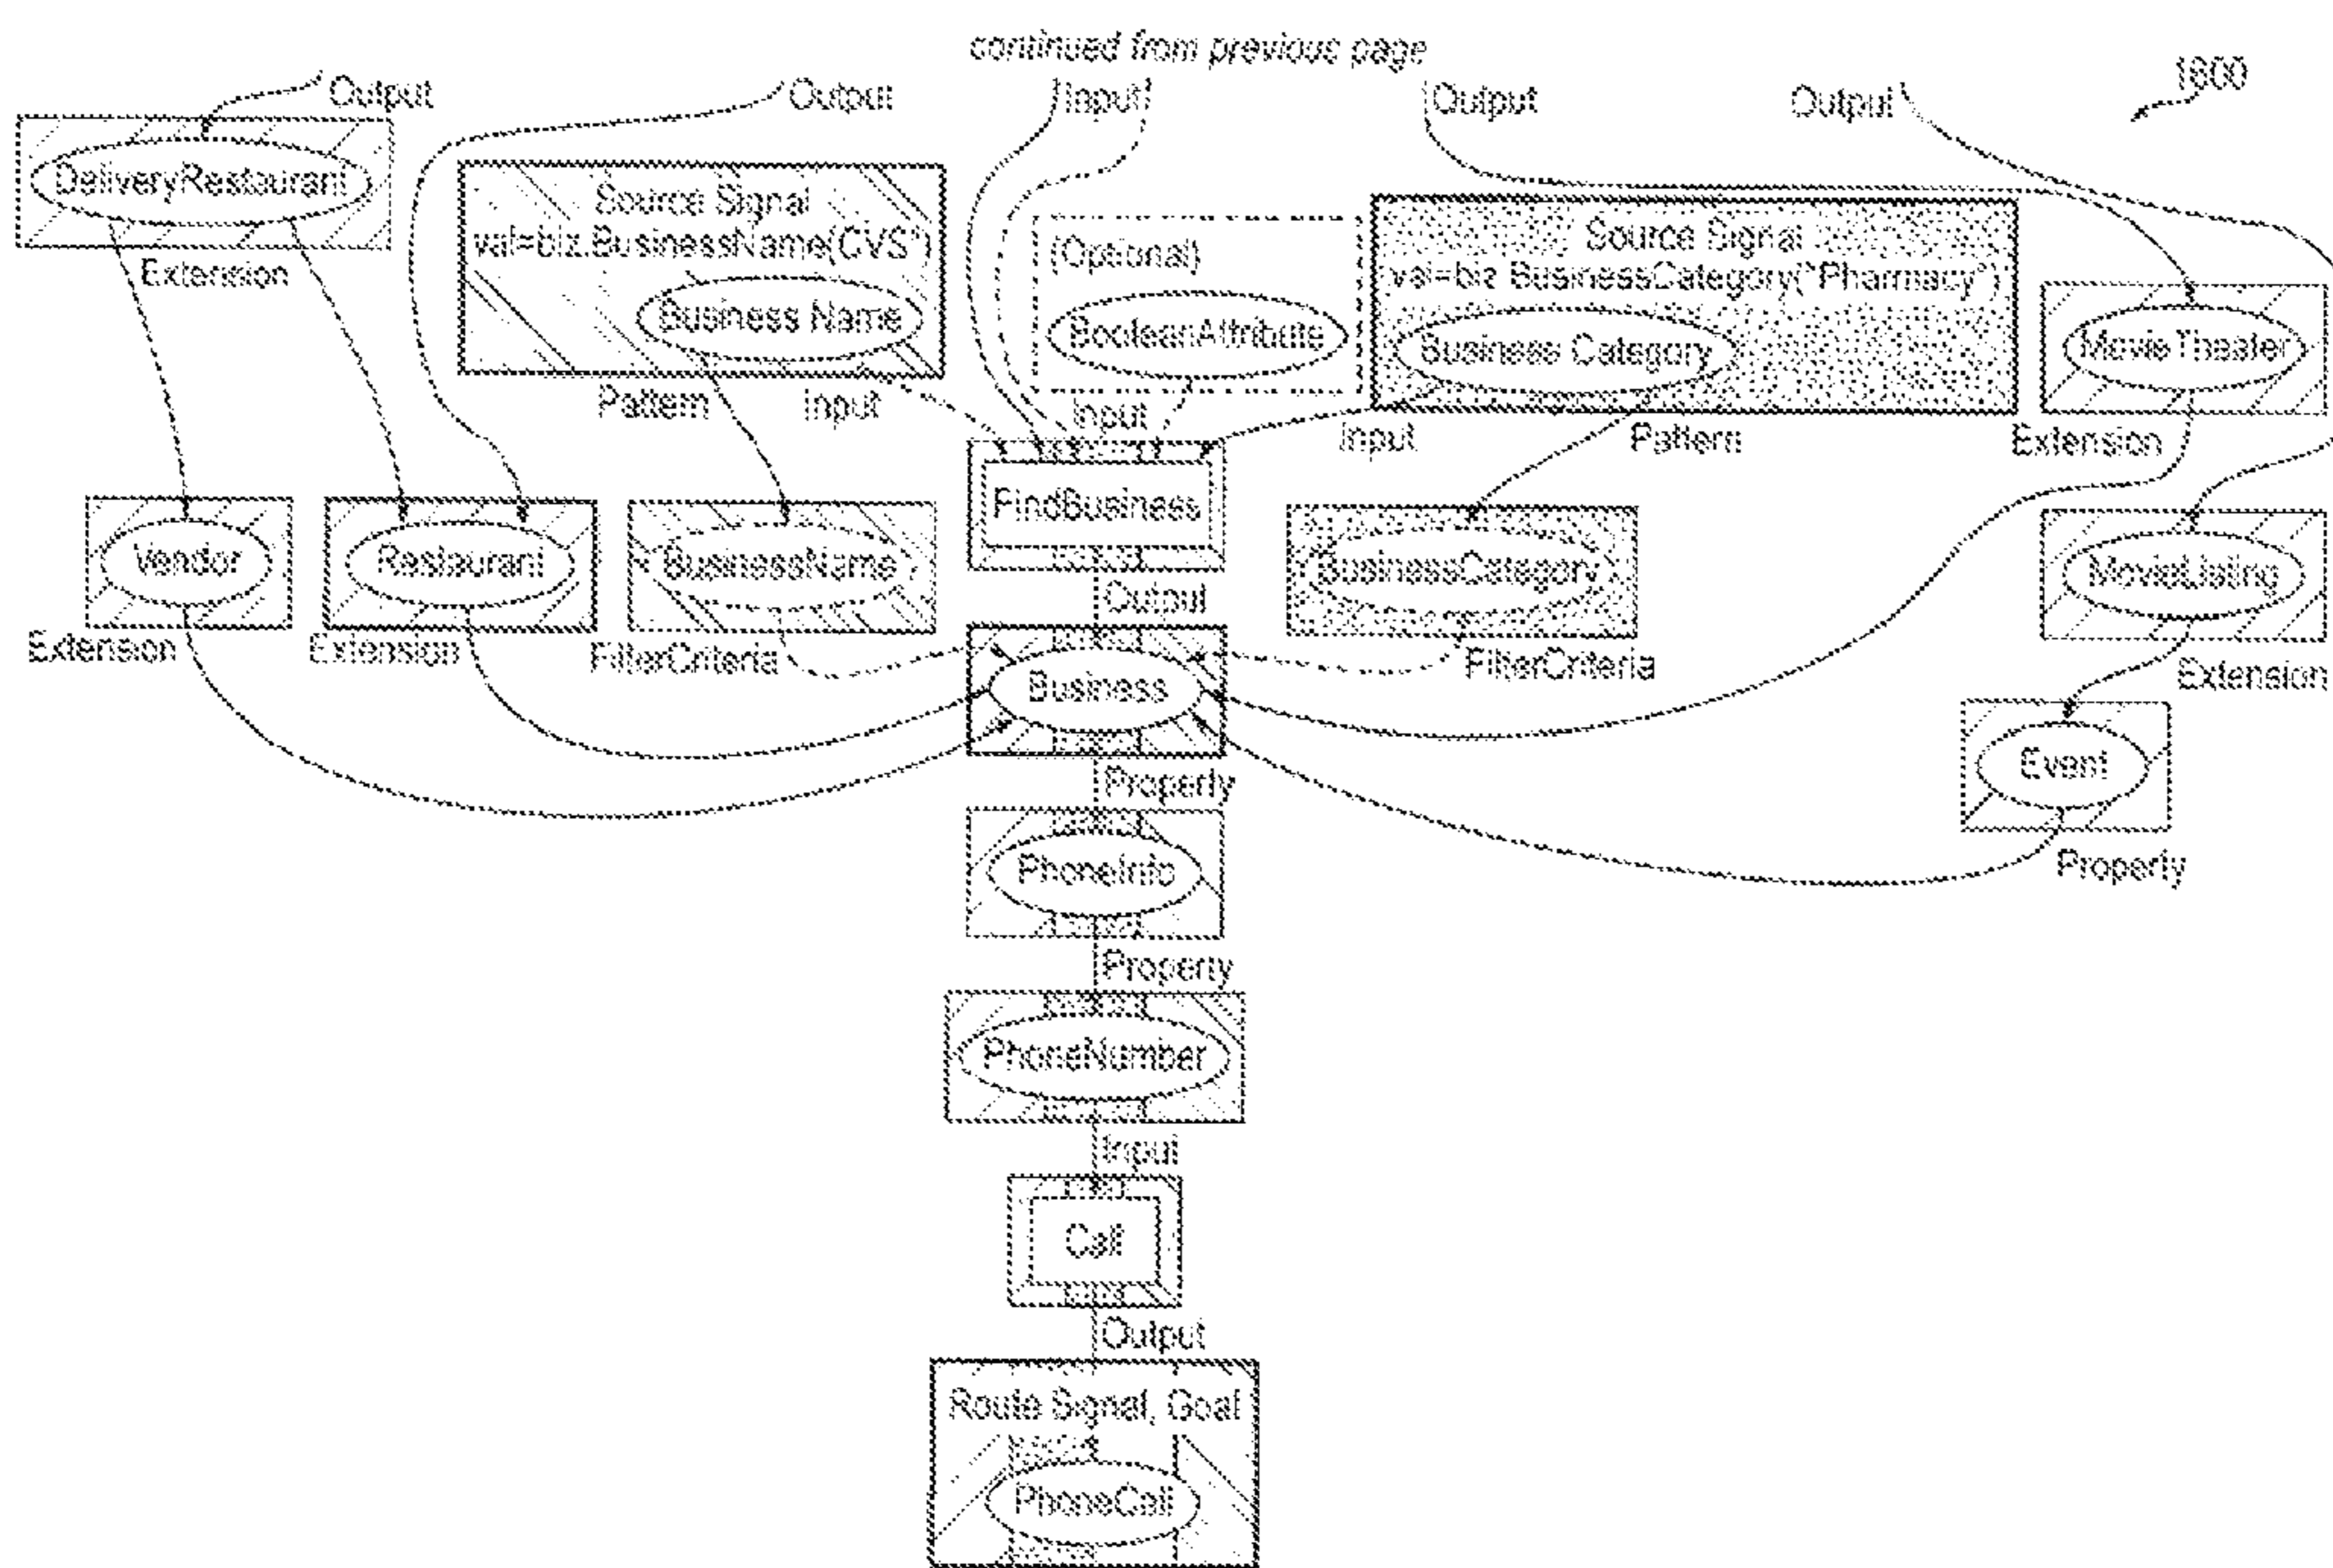 continued from previous page
1800
Output
Output
Input
Output
Output
DeliveryRestaurant
Extension
Source Signal
val=biz.BusinessName(CVS")
Business Name
Pattern
Input
(Optional)
BooleanAttribute
Input
Source Signal
val=biz BusinessCategory("Pharmacy")
Business Category
Input
Pattern
MovieTheater
Extension
Vendor
Extension
Restaurant
Extension
BusinessName
FilterCriteria
FindBusiness
Output
BusinessCategory
FilterCriteria
MovieListing
Extension
Business
Property
Event
Property
PhoneInfo
Property
PhoneNumber
Input
Call
Output
Route Signal, Goal
PhoneCall